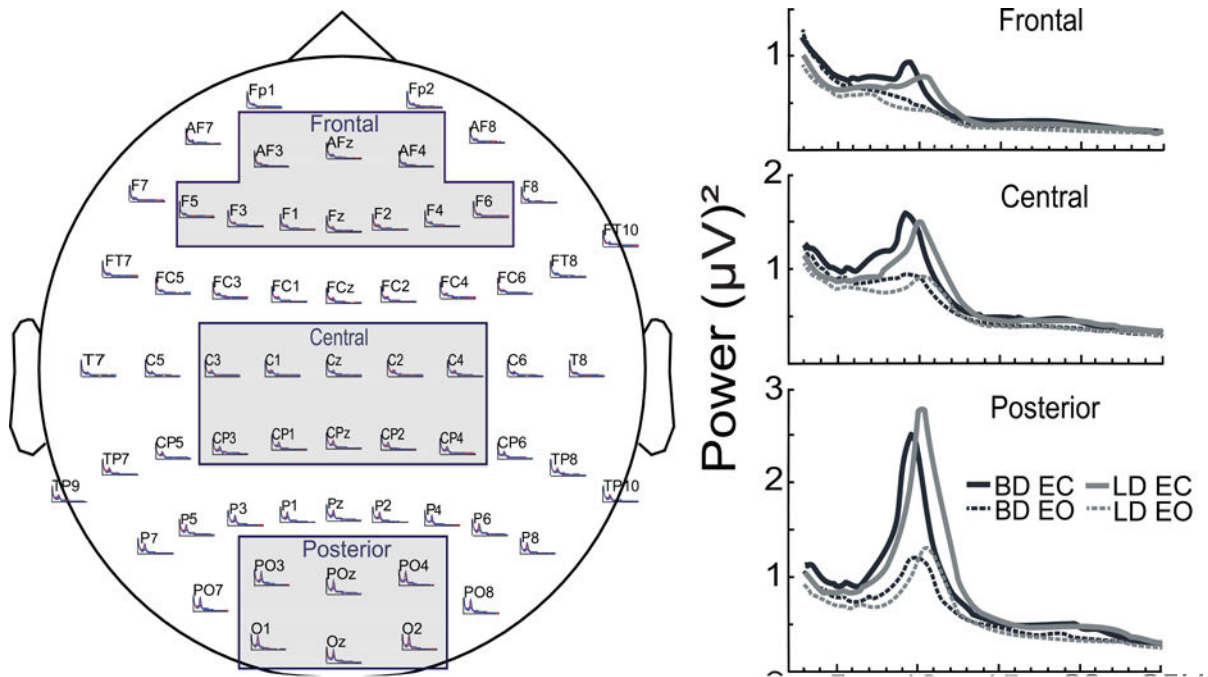 Fp1 Fp2
AF7 Frontal AF8
AF3 AFz AF4
F7 F8
F5 F3 F1 Fz F2 F4 F6
FT10
FT7 FT8
FC5 FC3 FC1 FCz FC2 FC4 FC6
Central
T7 C5 C3 C1 Cz C2 C4 C6 T8
CP5 CP3 CP1 CPz CP2 CP4 CP6
TP7 TP8
TP9 TP10
P7 P5 P3 P1 Pz P2 P4 P6 P8
Posterior
PO3 POz PO4
PO7 PO8
O1 Oz O2
Power (µV)²
Frontal
1
Central
2
1
Posterior
3
2
1
BD EC LD EC
BD EO LD EO